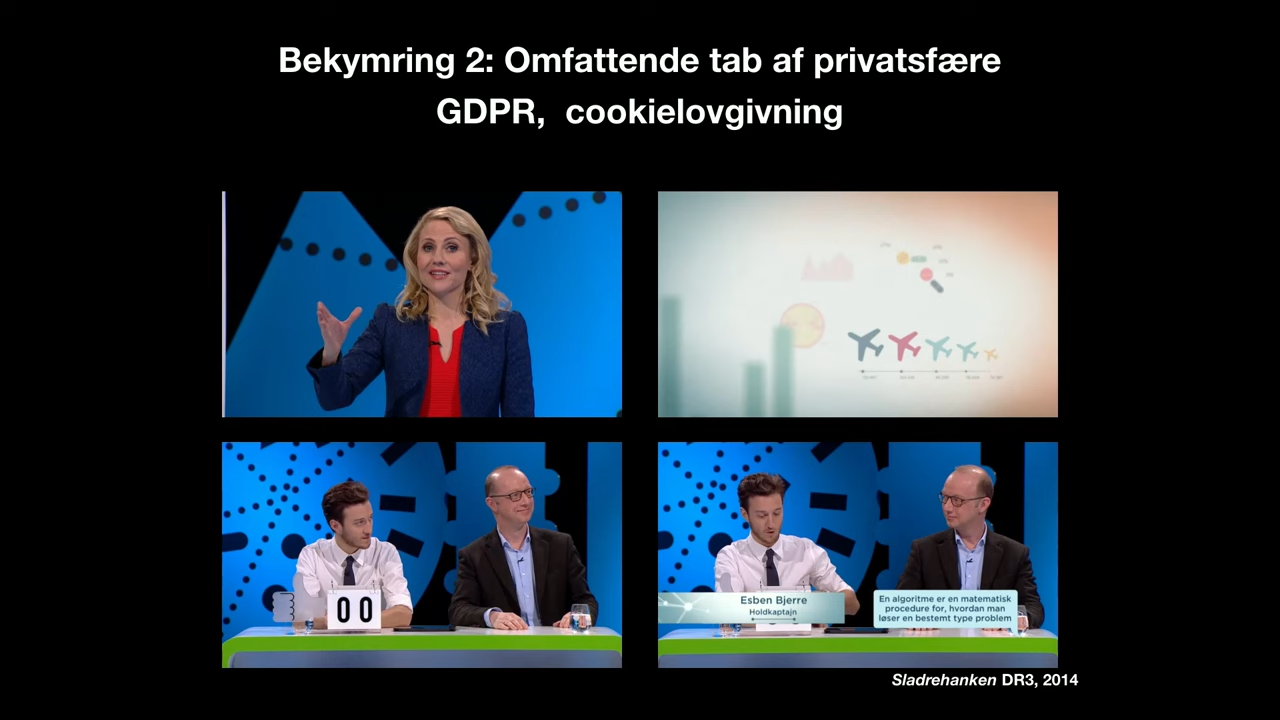 Bekymring 2: Omfattende tab af privatsfære
GDPR, cookielovgivning
00
Esben Bjerre
Holdkaptajn
En algoritme er en matematisk
procedure for, hvordan man
løser en bestemt type problem
Sladrehanken DR3, 2014